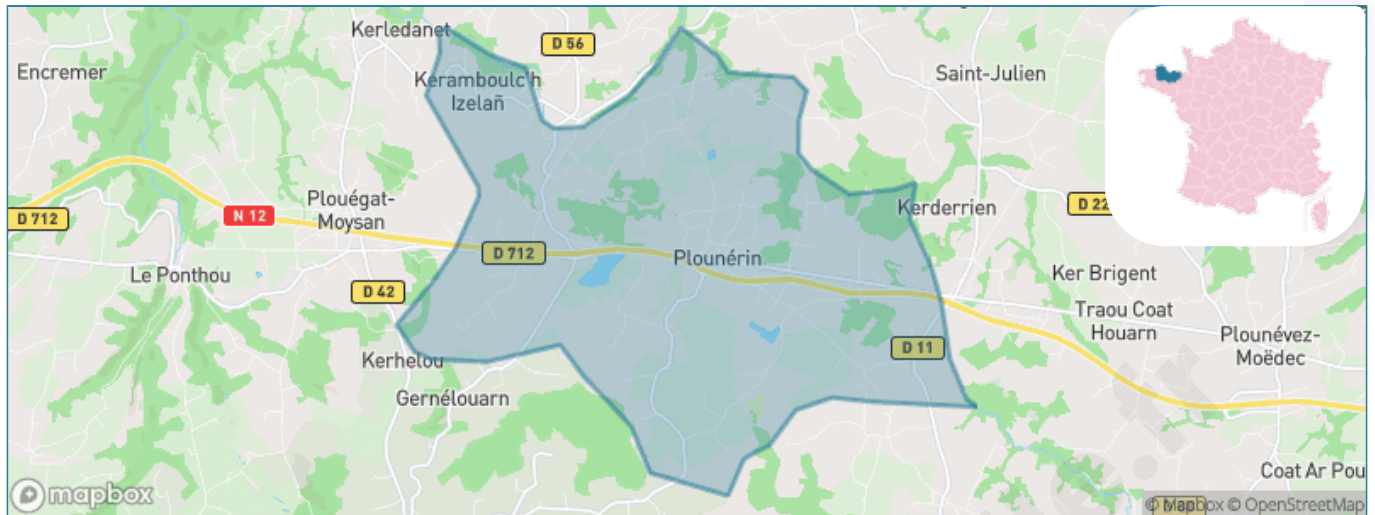 Kerledanet
D 56
Encremer
Keramboulc'h
Izelañ
Saint-Julien
Plouégat-
Moysan
Kerderrien
D 22
D 712
N 12
D 712
Plounérin
Le Ponthou
D 42
Ker Brigent
Traou Coat
Houarn
Plounévez-
Moëdec
Kerhelou
D 11
Gernélouarn
Coat Ar Pou
mapbox
© Mapbox © OpenStreetMap